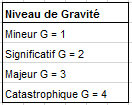 Niveau de Gravité
Mineur G = 1
Significatif G = 2
Majeur G = 3
Catastrophique G = 4